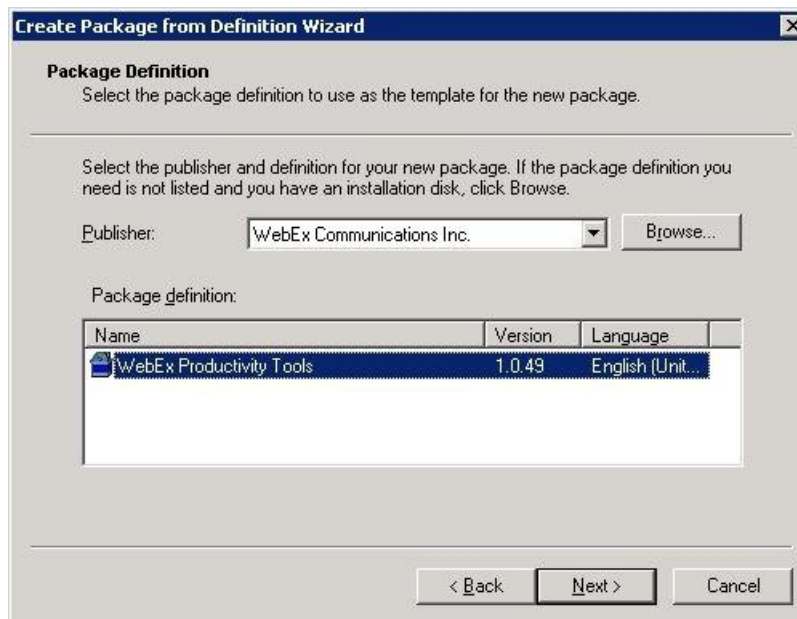 Create Package from Definition Wizard
Package Definition
Select the package definition to use as the template for the new package.
Select the publisher and definition for your new package. If the package definition you
need is not listed and you have an installation disk, click Browse.
Publisher: WebEx Communications Inc. Browse...
Package definition:
Name Version Language
WebEx Productivity Tools 1.0.49 English (Unit...
< Back Next > Cancel